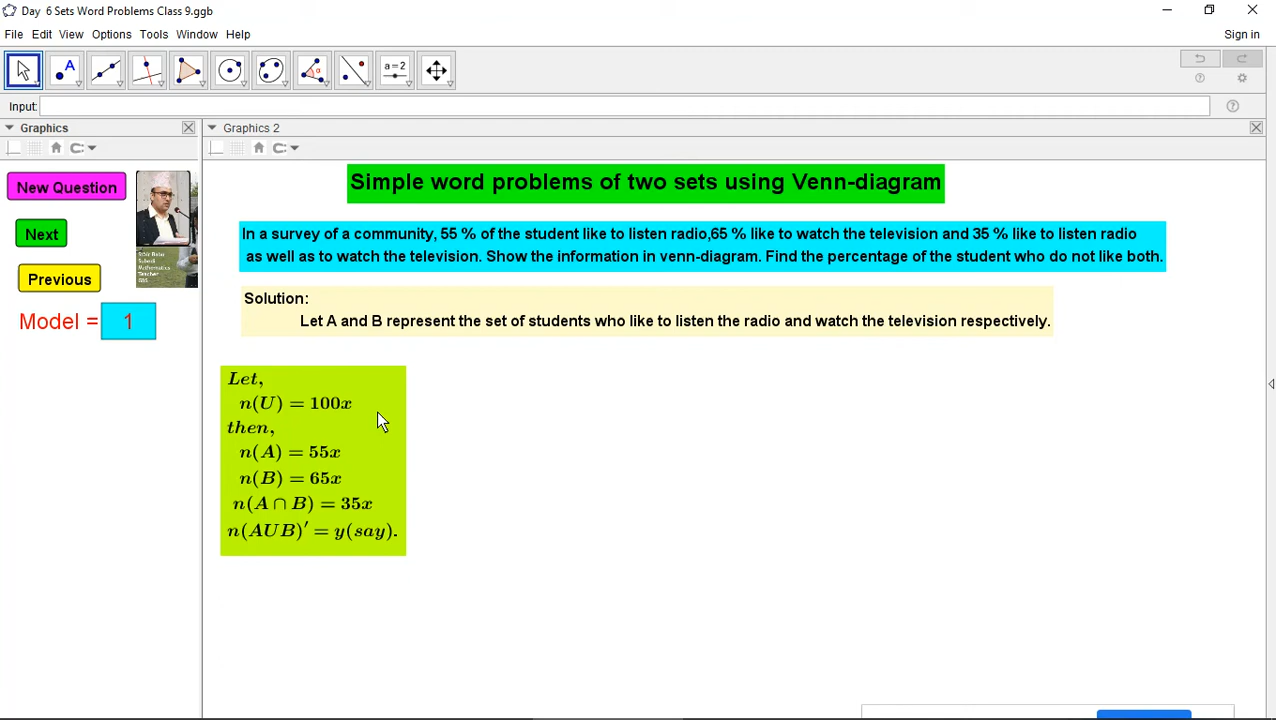 Day 6 Sets Word Problems Class 9.ggb
File Edit View Options Tools Window Help
Sign in
A
a=2
Input:
Graphics
Graphics 2
New Question
Next
Previous
Model = 1
Mathematics
Teacher
Simple word problems of two sets using Venn-diagram
In a survey of a community, 55 % of the student like to listen radio,65 % like to watch the television and 35 % like to listen radio
as well as to watch the television. Show the information in venn-diagram. Find the percentage of the student who do not like both.
Solution:
Let A and B represent the set of students who like to listen the radio and watch the television respectively.
Let,
n(U) = 100x
then,
n(A) = 55x
n(B) = 65x
n(A ∩ B) = 35x
n(AUB)′ = y(say).